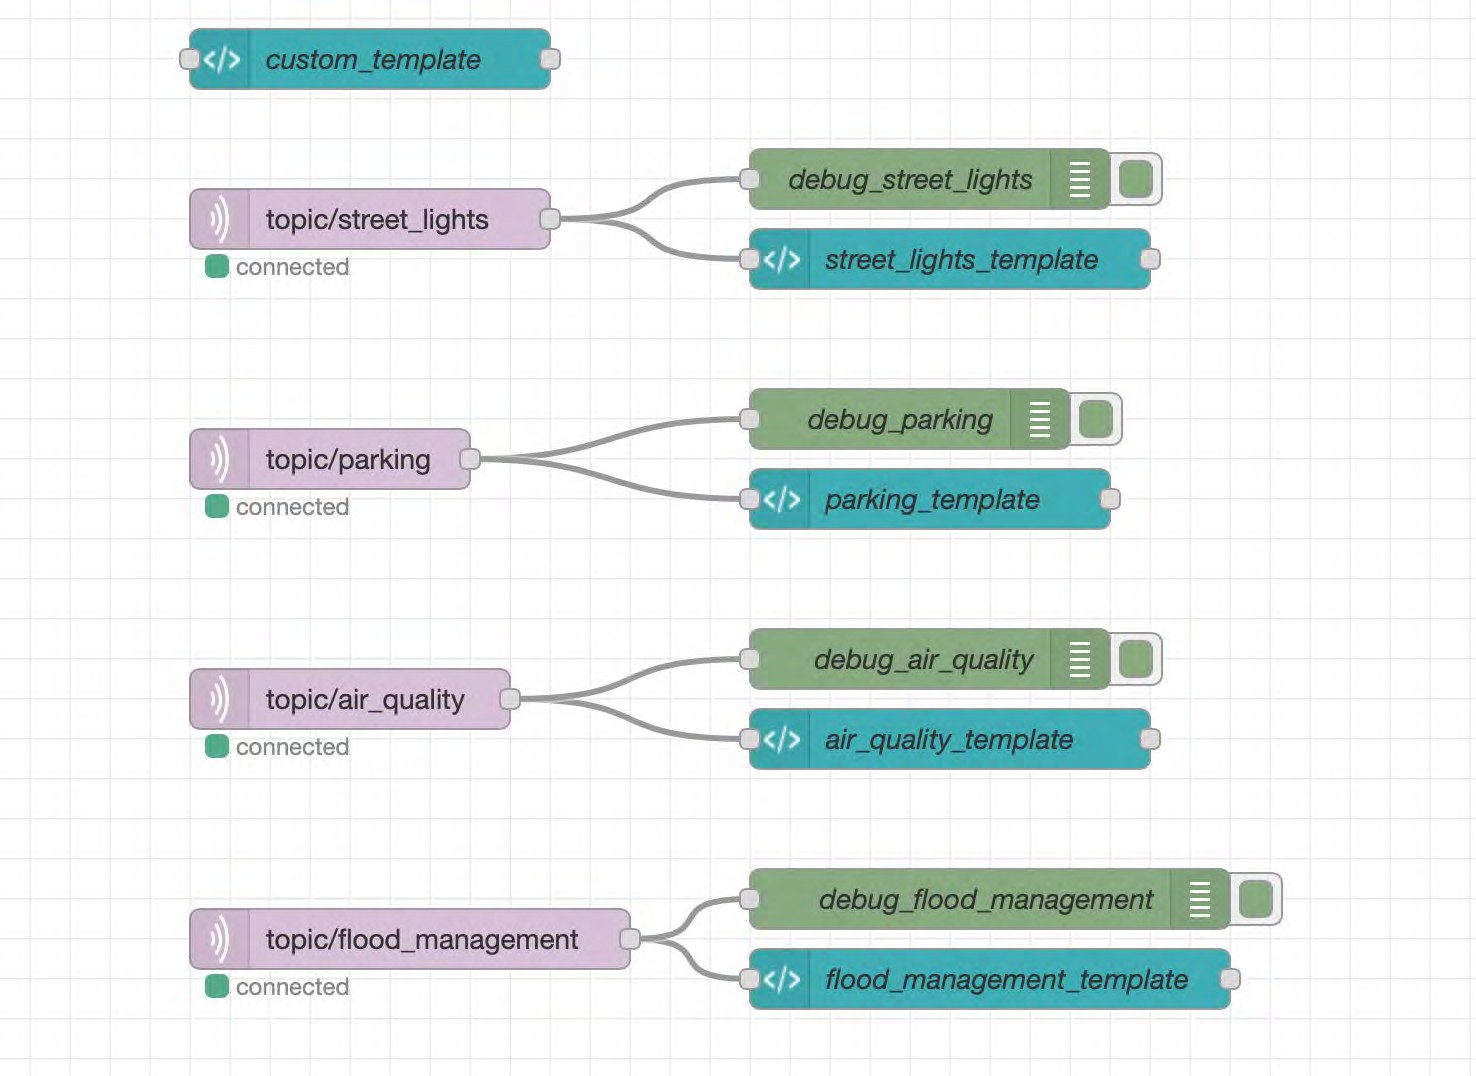 </> custom_template
debug_street_lights
topic/street_lights
connected
</> street_lights_template
debug_parking
topic/parking
connected
</> parking_template
debug_air_quality
topic/air_quality
connected
</> air_quality_template
debug_flood_management
topic/flood_management
connected
</> flood_management_template